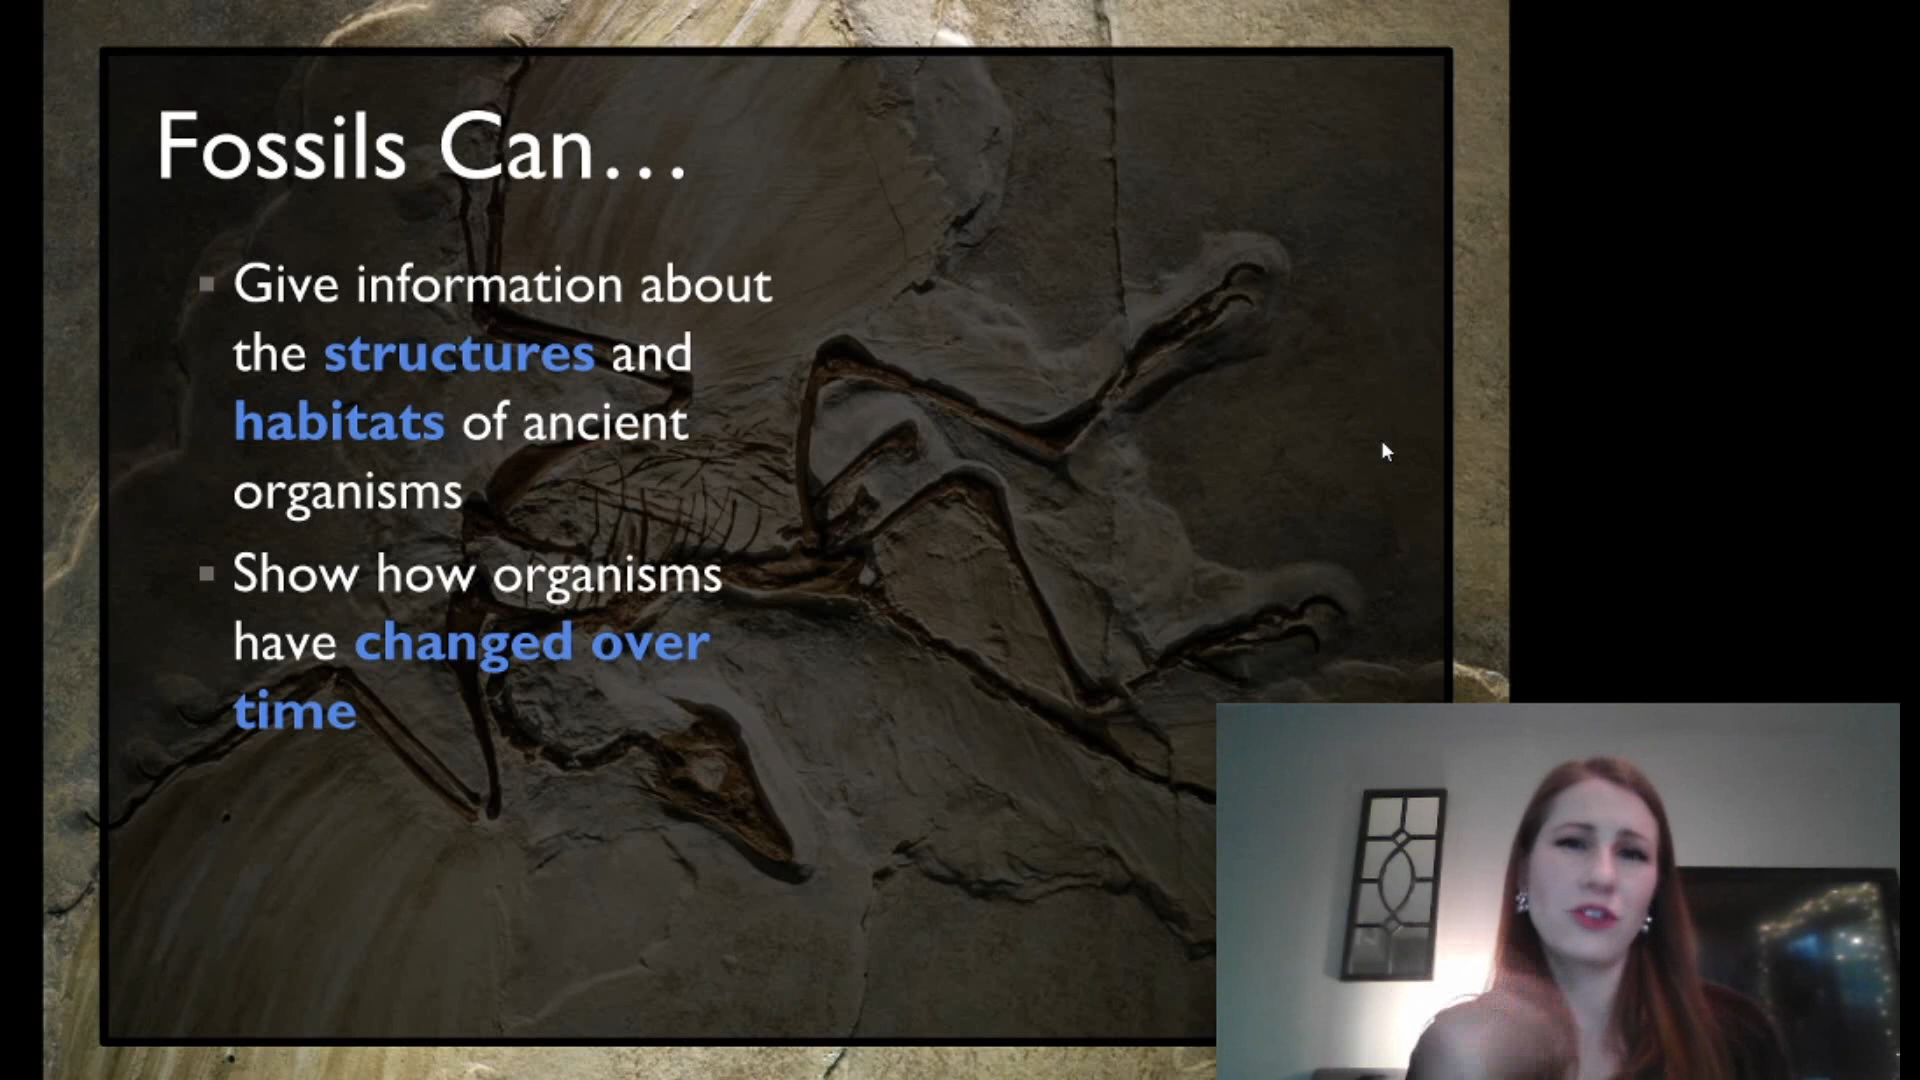 Fossils Can…
Give information about
the structures and
habitats of ancient
organisms
Show how organisms
have changed over
time